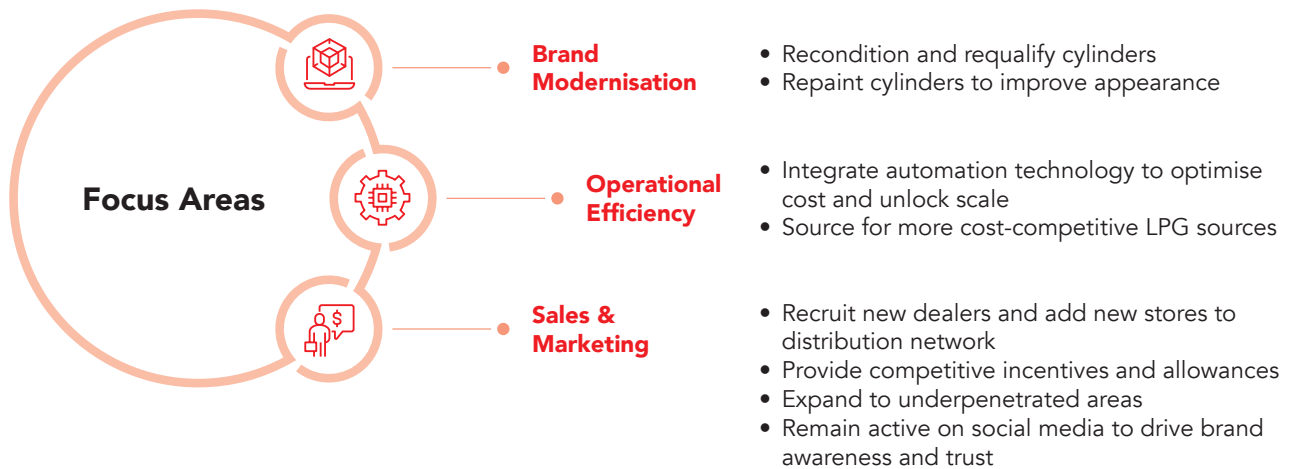 Focus Areas
Brand
Modernisation
• Recondition and requalify cylinders
• Repaint cylinders to improve appearance
Operational
Efficiency
• Integrate automation technology to optimise
cost and unlock scale
• Source for more cost-competitive LPG sources
$
Sales &
Marketing
• Recruit new dealers and add new stores to
distribution network
• Provide competitive incentives and allowances
• Expand to underpenetrated areas
• Remain active on social media to drive brand
awareness and trust